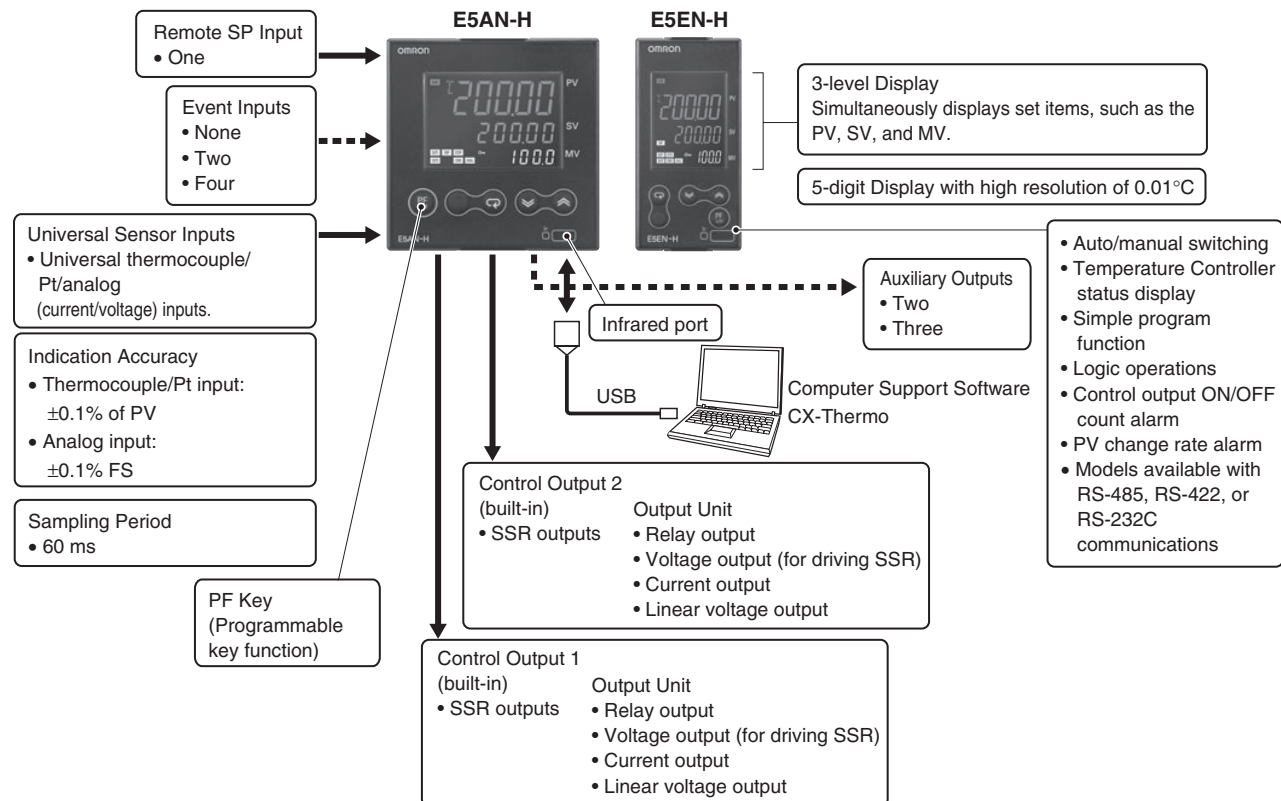 E5AN-H
E5EN-H
Remote SP Input
• One
Event Inputs
• None
• Two
• Four
Universal Sensor Inputs
• Universal thermocouple/
Pt/analog
(current/voltage) inputs.
Indication Accuracy
• Thermocouple/Pt input:
±0.1% of PV
• Analog input:
±0.1% FS
Sampling Period
• 60 ms
PF Key
(Programmable
key function)
OMRON
°C
200.00 PV
200.00 SV
100.0 MV
PF
E5AN-H
OMRON
°C
200.00 PV
200.00 SV
100.0 MV
PF
E5EN-H
3-level Display
Simultaneously displays set items, such as the
PV, SV, and MV.
5-digit Display with high resolution of 0.01°C
• Auto/manual switching
• Temperature Controller
status display
• Simple program
function
• Logic operations
• Control output ON/OFF
count alarm
• PV change rate alarm
• Models available with
RS-485, RS-422, or
RS-232C
communications
Auxiliary Outputs
• Two
• Three
Infrared port
USB
Computer Support Software
CX-Thermo
Control Output 2
(built-in)
• SSR outputs
Output Unit
• Relay output
• Voltage output (for driving SSR)
• Current output
• Linear voltage output
Control Output 1
(built-in)
• SSR outputs
Output Unit
• Relay output
• Voltage output (for driving SSR)
• Current output
• Linear voltage output